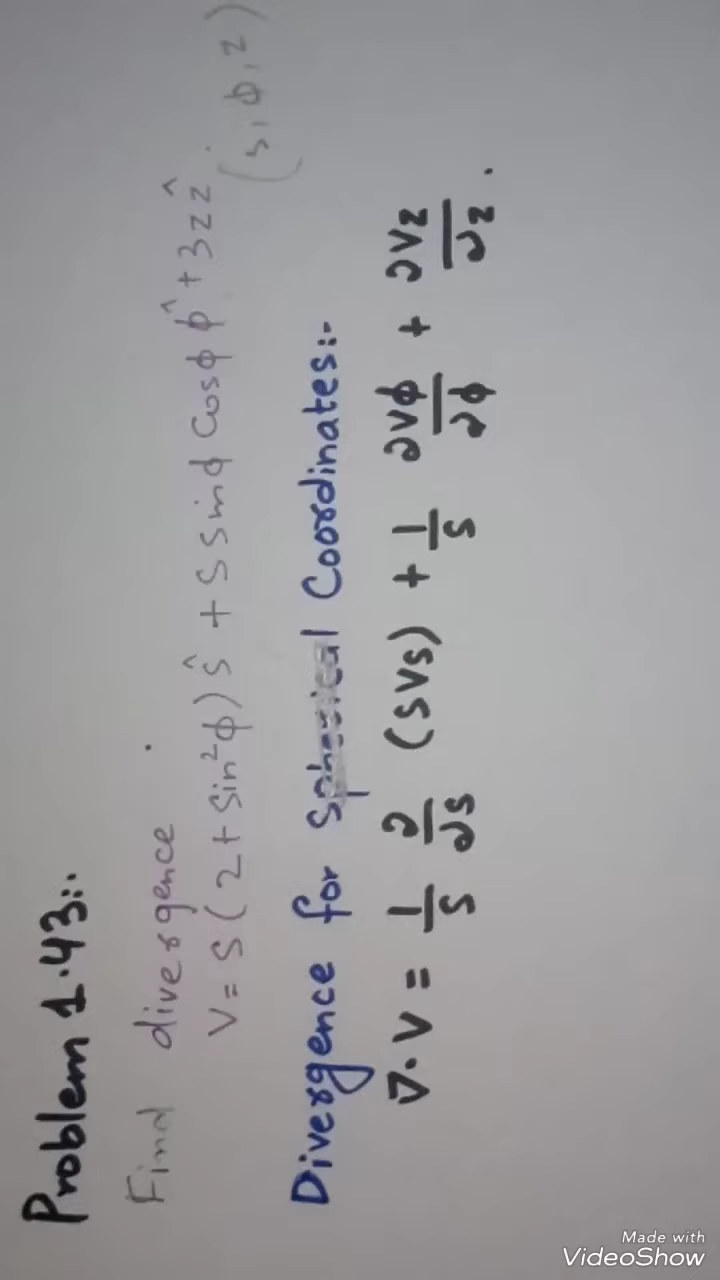 Problem 1.43:-
Find divergence
V = S (2 + Sin²φ) ŝ + S Sinφ Cosφ φ̂ + 3z ẑ.
(s, φ, z)
Divergence for Spherical Coordinates:-
∇·V = 1/S ∂/∂S (SVs) + 1/S ∂Vφ/∂φ + ∂Vz/∂z.
Made with
VideoShow